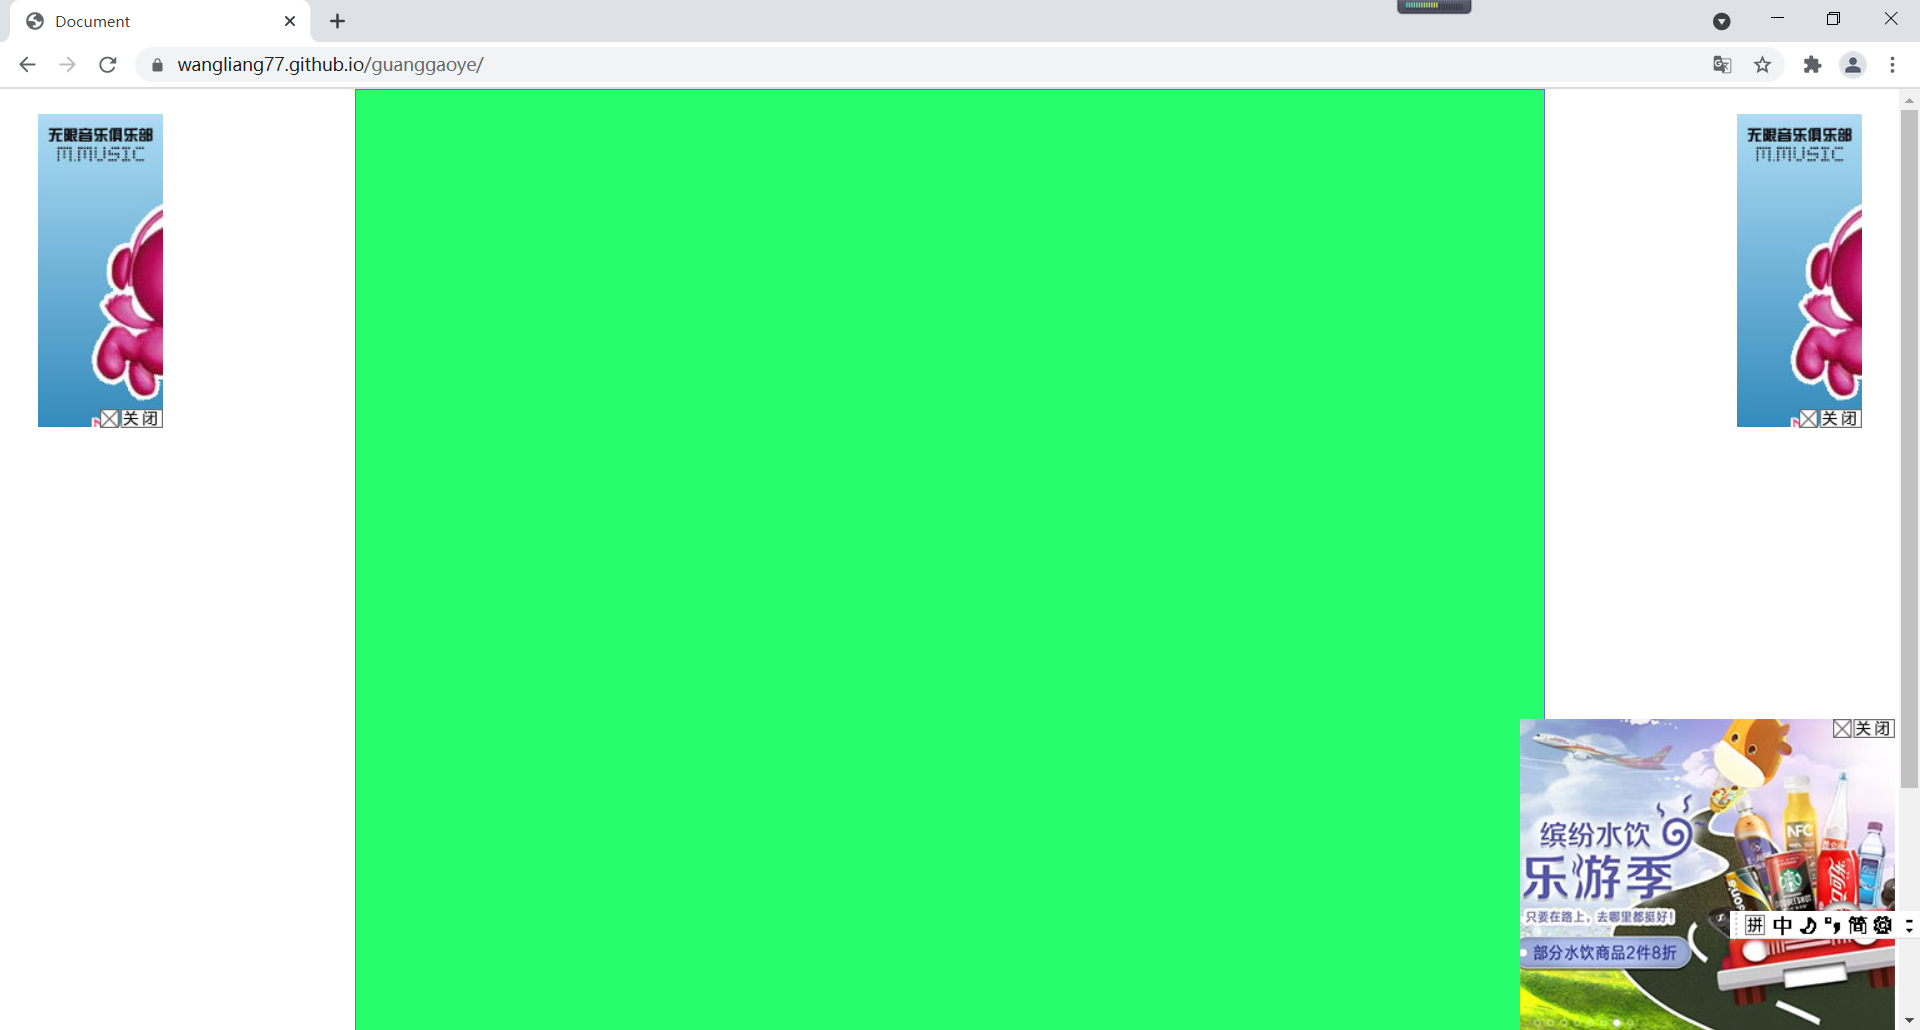 Document
wangliang77.github.io/guanggaoye/
无限音乐俱乐部
M.MUSIC
关闭
无限音乐俱乐部
M.MUSIC
关闭
关闭
缤纷水饮
乐游季
只要在路上，去哪里都挺好！
部分水饮商品2件8折
NFC
拼 中 简